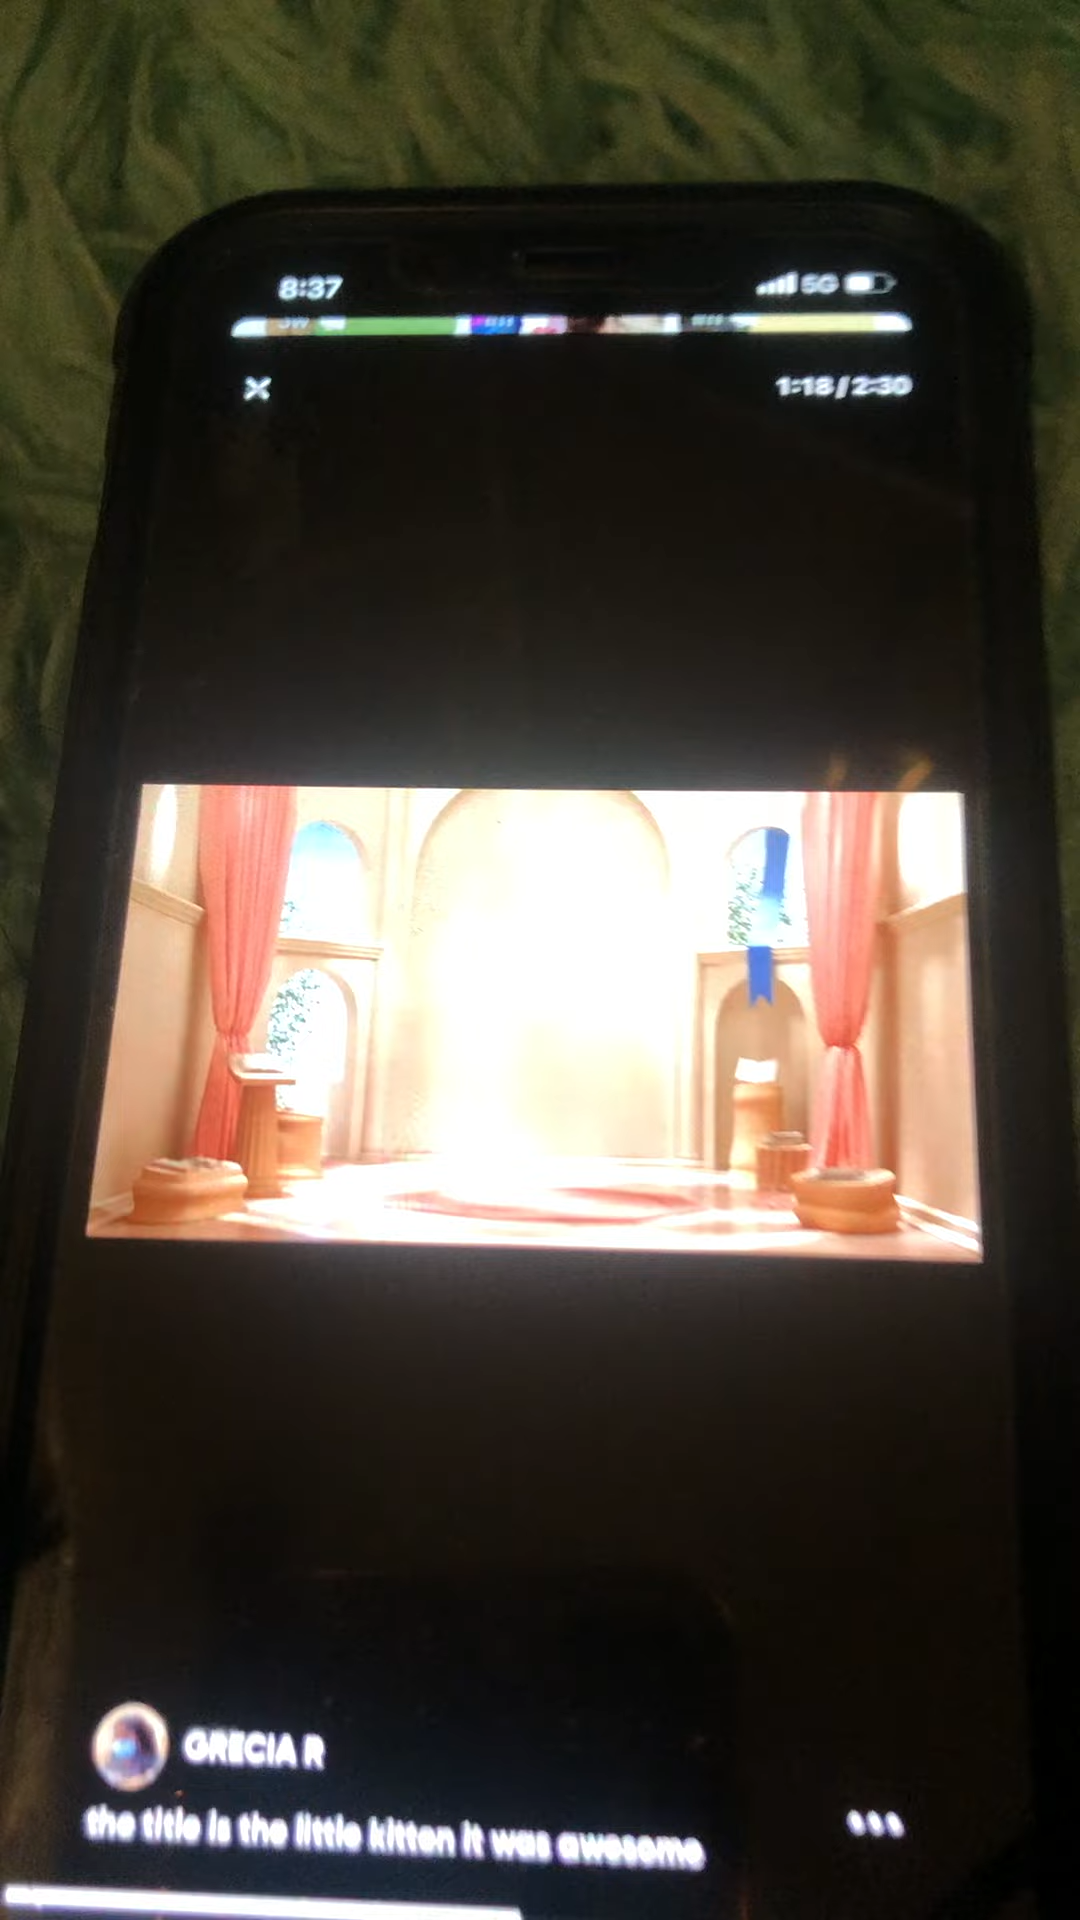 8:37
5G
1:18/2:30
GRECIA R
the title is the little kitten it was awesome